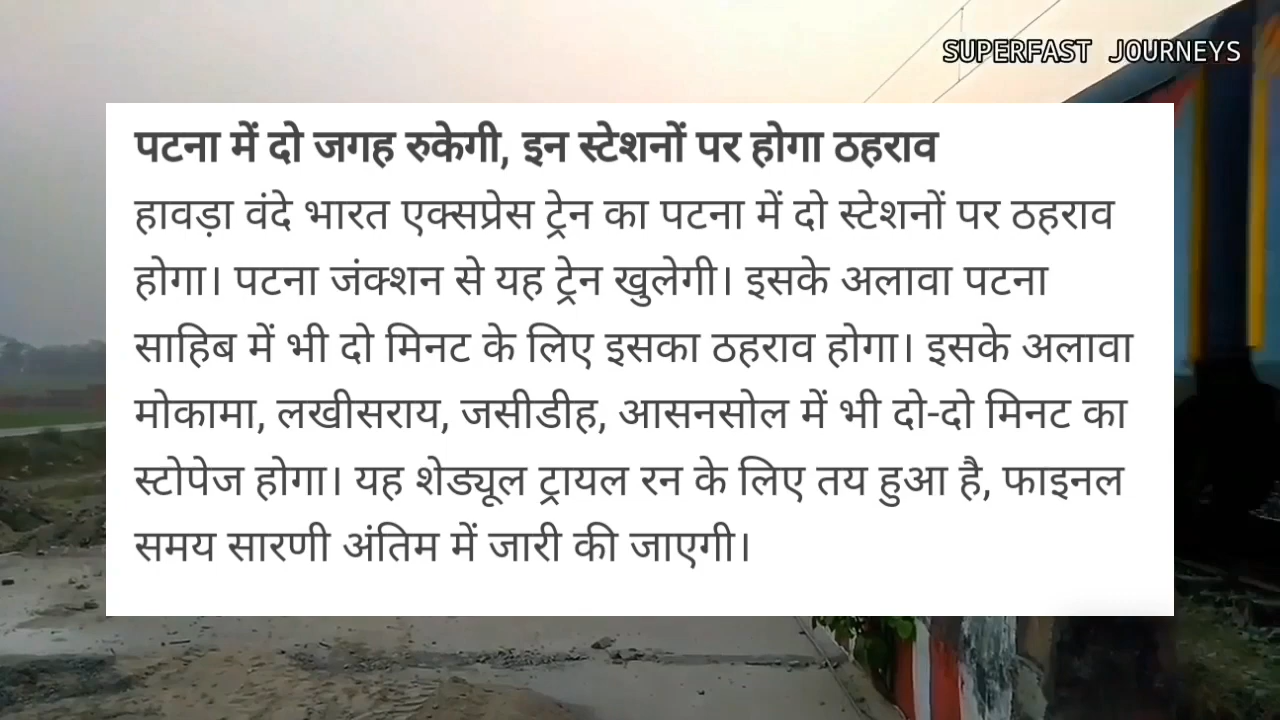 SUPERFAST JOURNEYS
पटना में दो जगह रुकेगी, इन स्टेशनों पर होगा ठहराव
हावड़ा वंदे भारत एक्सप्रेस ट्रेन का पटना में दो स्टेशनों पर ठहराव
होगा। पटना जंक्शन से यह ट्रेन खुलेगी। इसके अलावा पटना
साहिब में भी दो मिनट के लिए इसका ठहराव होगा। इसके अलावा
मोकामा, लखीसराय, जसीडीह, आसनसोल में भी दो-दो मिनट का
स्टोपेज होगा। यह शेड्यूल ट्रायल रन के लिए तय हुआ है, फाइनल
समय सारणी अंतिम में जारी की जाएगी।